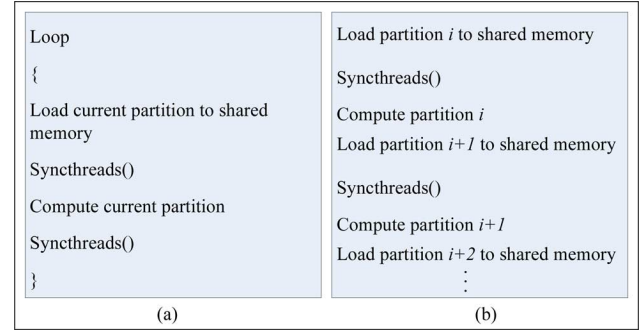 Loop
{
Load current partition to shared
memory
Syncthreads()
Compute current partition
Syncthreads()
}
(a)
Load partition i to shared memory
Syncthreads()
Compute partition i
Load partition i+1 to shared memory
Syncthreads()
Compute partition i+1
Load partition i+2 to shared memory
⋮
(b)